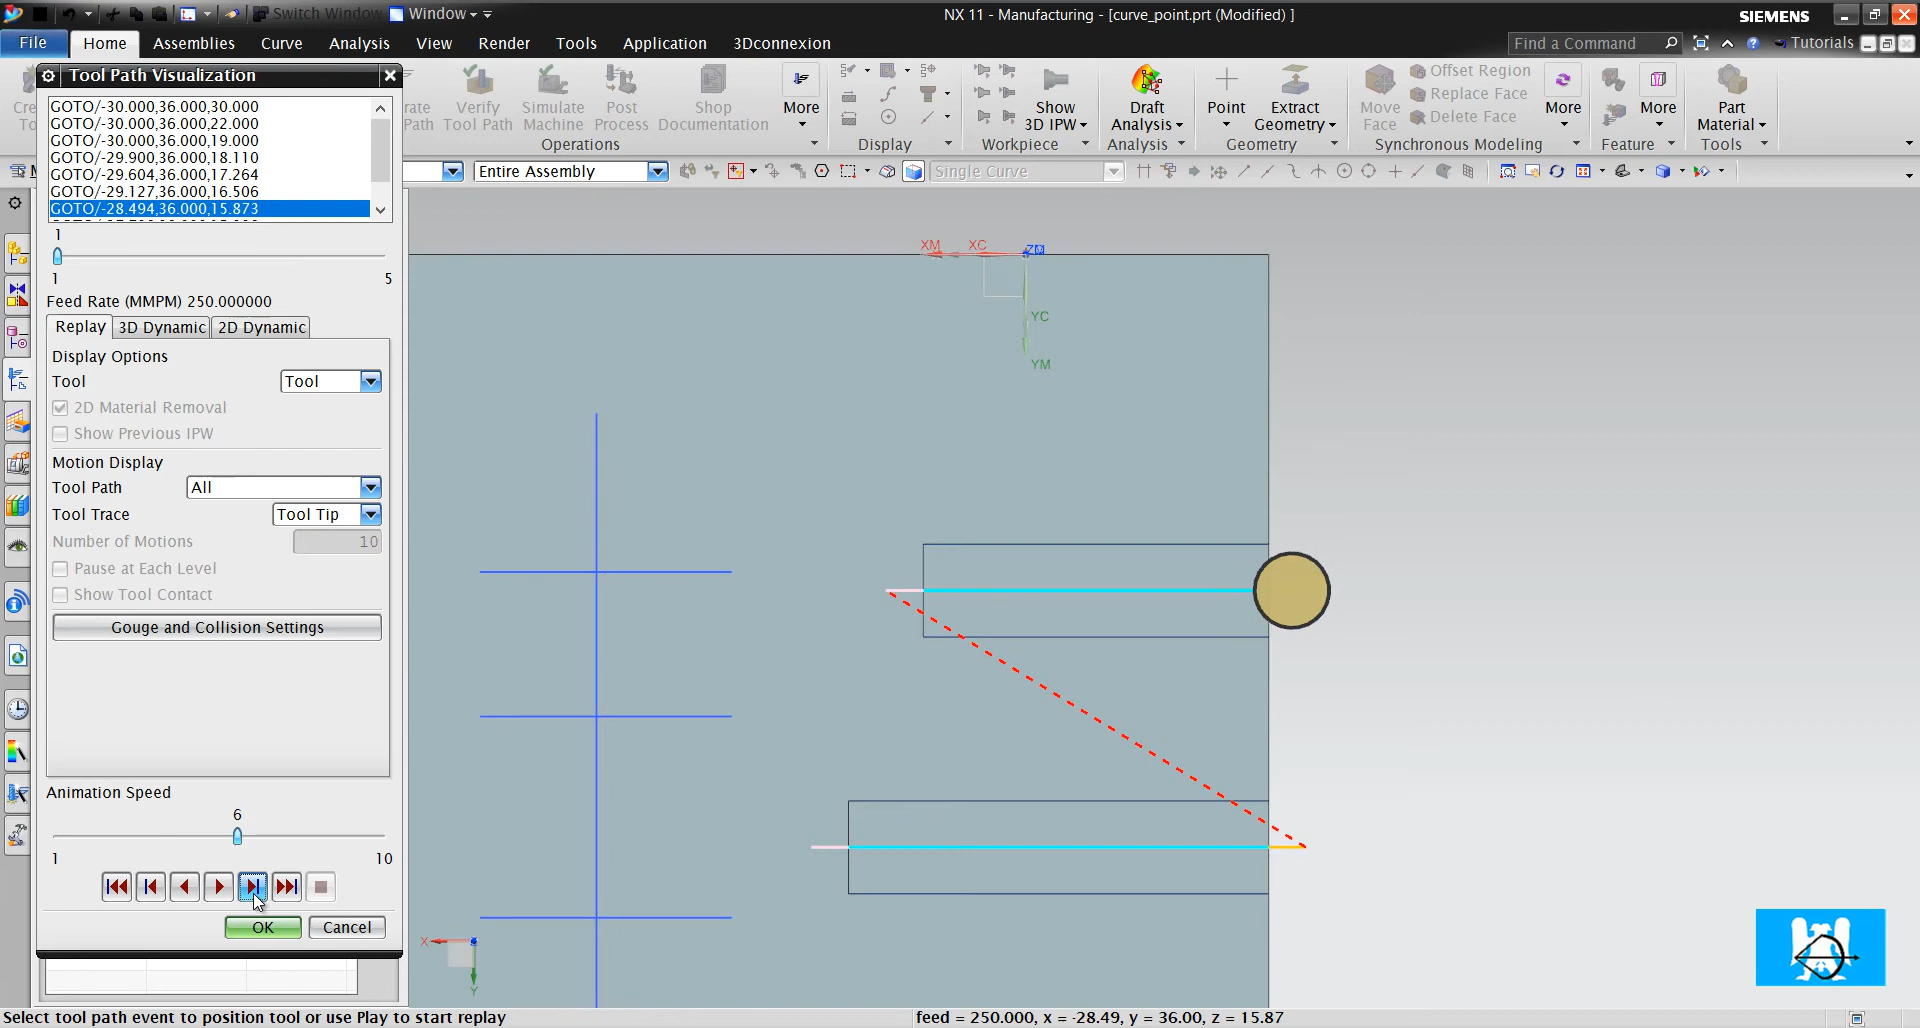 Switch Window
Window
NX 11 - Manufacturing - [curve_point.prt (Modified) ]
SIEMENS
File
Home
Assemblies
Curve
Analysis
View
Render
Tools
Application
3Dconnexion
Find a Command
Tutorials
Tool Path Visualization
Verify
Tool Path
Simulate
Machine
Post
Process
Shop
Documentation
More
Show
3D IPW
Draft
Analysis
Point
Extract
Geometry
Move
Face
Offset Region
Replace Face
Delete Face
More
More
Part
Material
Operations
Display
Workpiece
Analysis
Geometry
Synchronous Modeling
Feature
Tools
Entire Assembly
Single Curve
GOTO/-30.000,36.000,30.000
GOTO/-30.000,36.000,22.000
GOTO/-30.000,36.000,19.000
GOTO/-29.900,36.000,18.110
GOTO/-29.604,36.000,17.264
GOTO/-29.127,36.000,16.506
GOTO/-28.494,36.000,15.873
1
1 5
Feed Rate (MMPM) 250.000000
Replay 3D Dynamic 2D Dynamic
Display Options
Tool Tool
2D Material Removal
Show Previous IPW
Motion Display
Tool Path All
Tool Trace Tool Tip
Number of Motions 10
Pause at Each Level
Show Tool Contact
Gouge and Collision Settings
Animation Speed
6
1 10
OK Cancel
XM XC ZM
YC
YM
X
Y
Select tool path event to position tool or use Play to start replay
feed = 250.000, x = -28.49, y = 36.00, z = 15.87